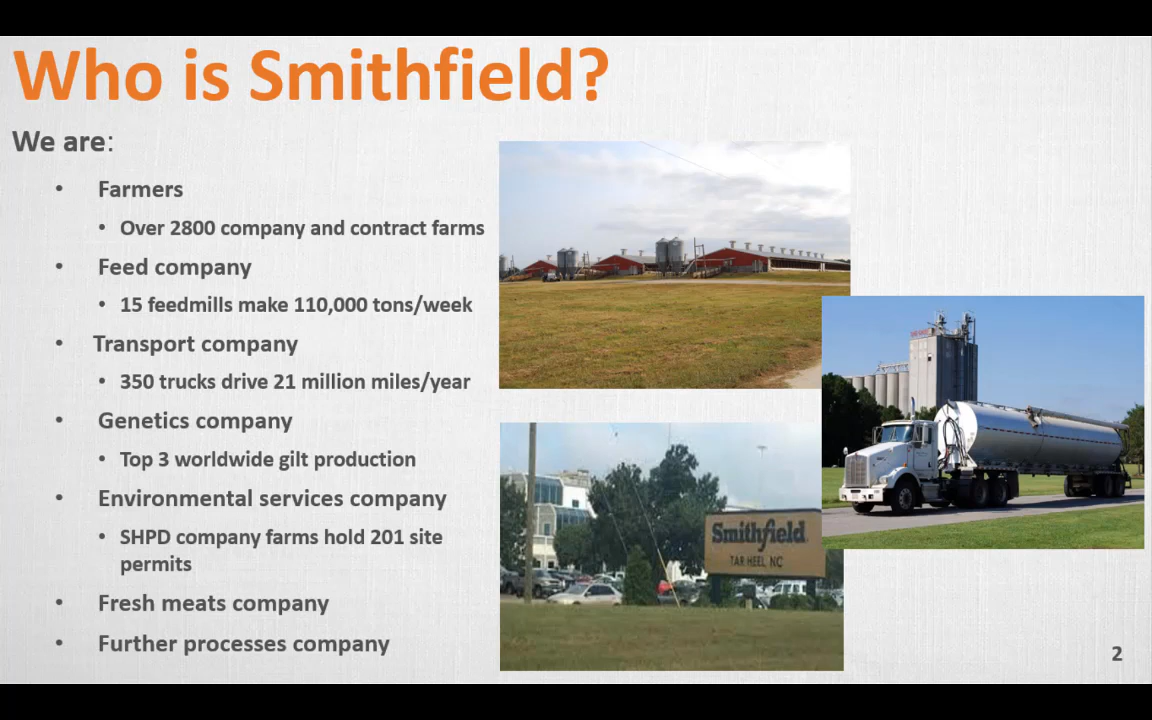 Who is Smithfield?
We are:
• Farmers
• Over 2800 company and contract farms
• Feed company
• 15 feedmills make 110,000 tons/week
• Transport company
• 350 trucks drive 21 million miles/year
• Genetics company
• Top 3 worldwide gilt production
• Environmental services company
• SHPD company farms hold 201 site
permits
• Fresh meats company
• Further processes company
Smithfield
TAR HEEL, NC
2